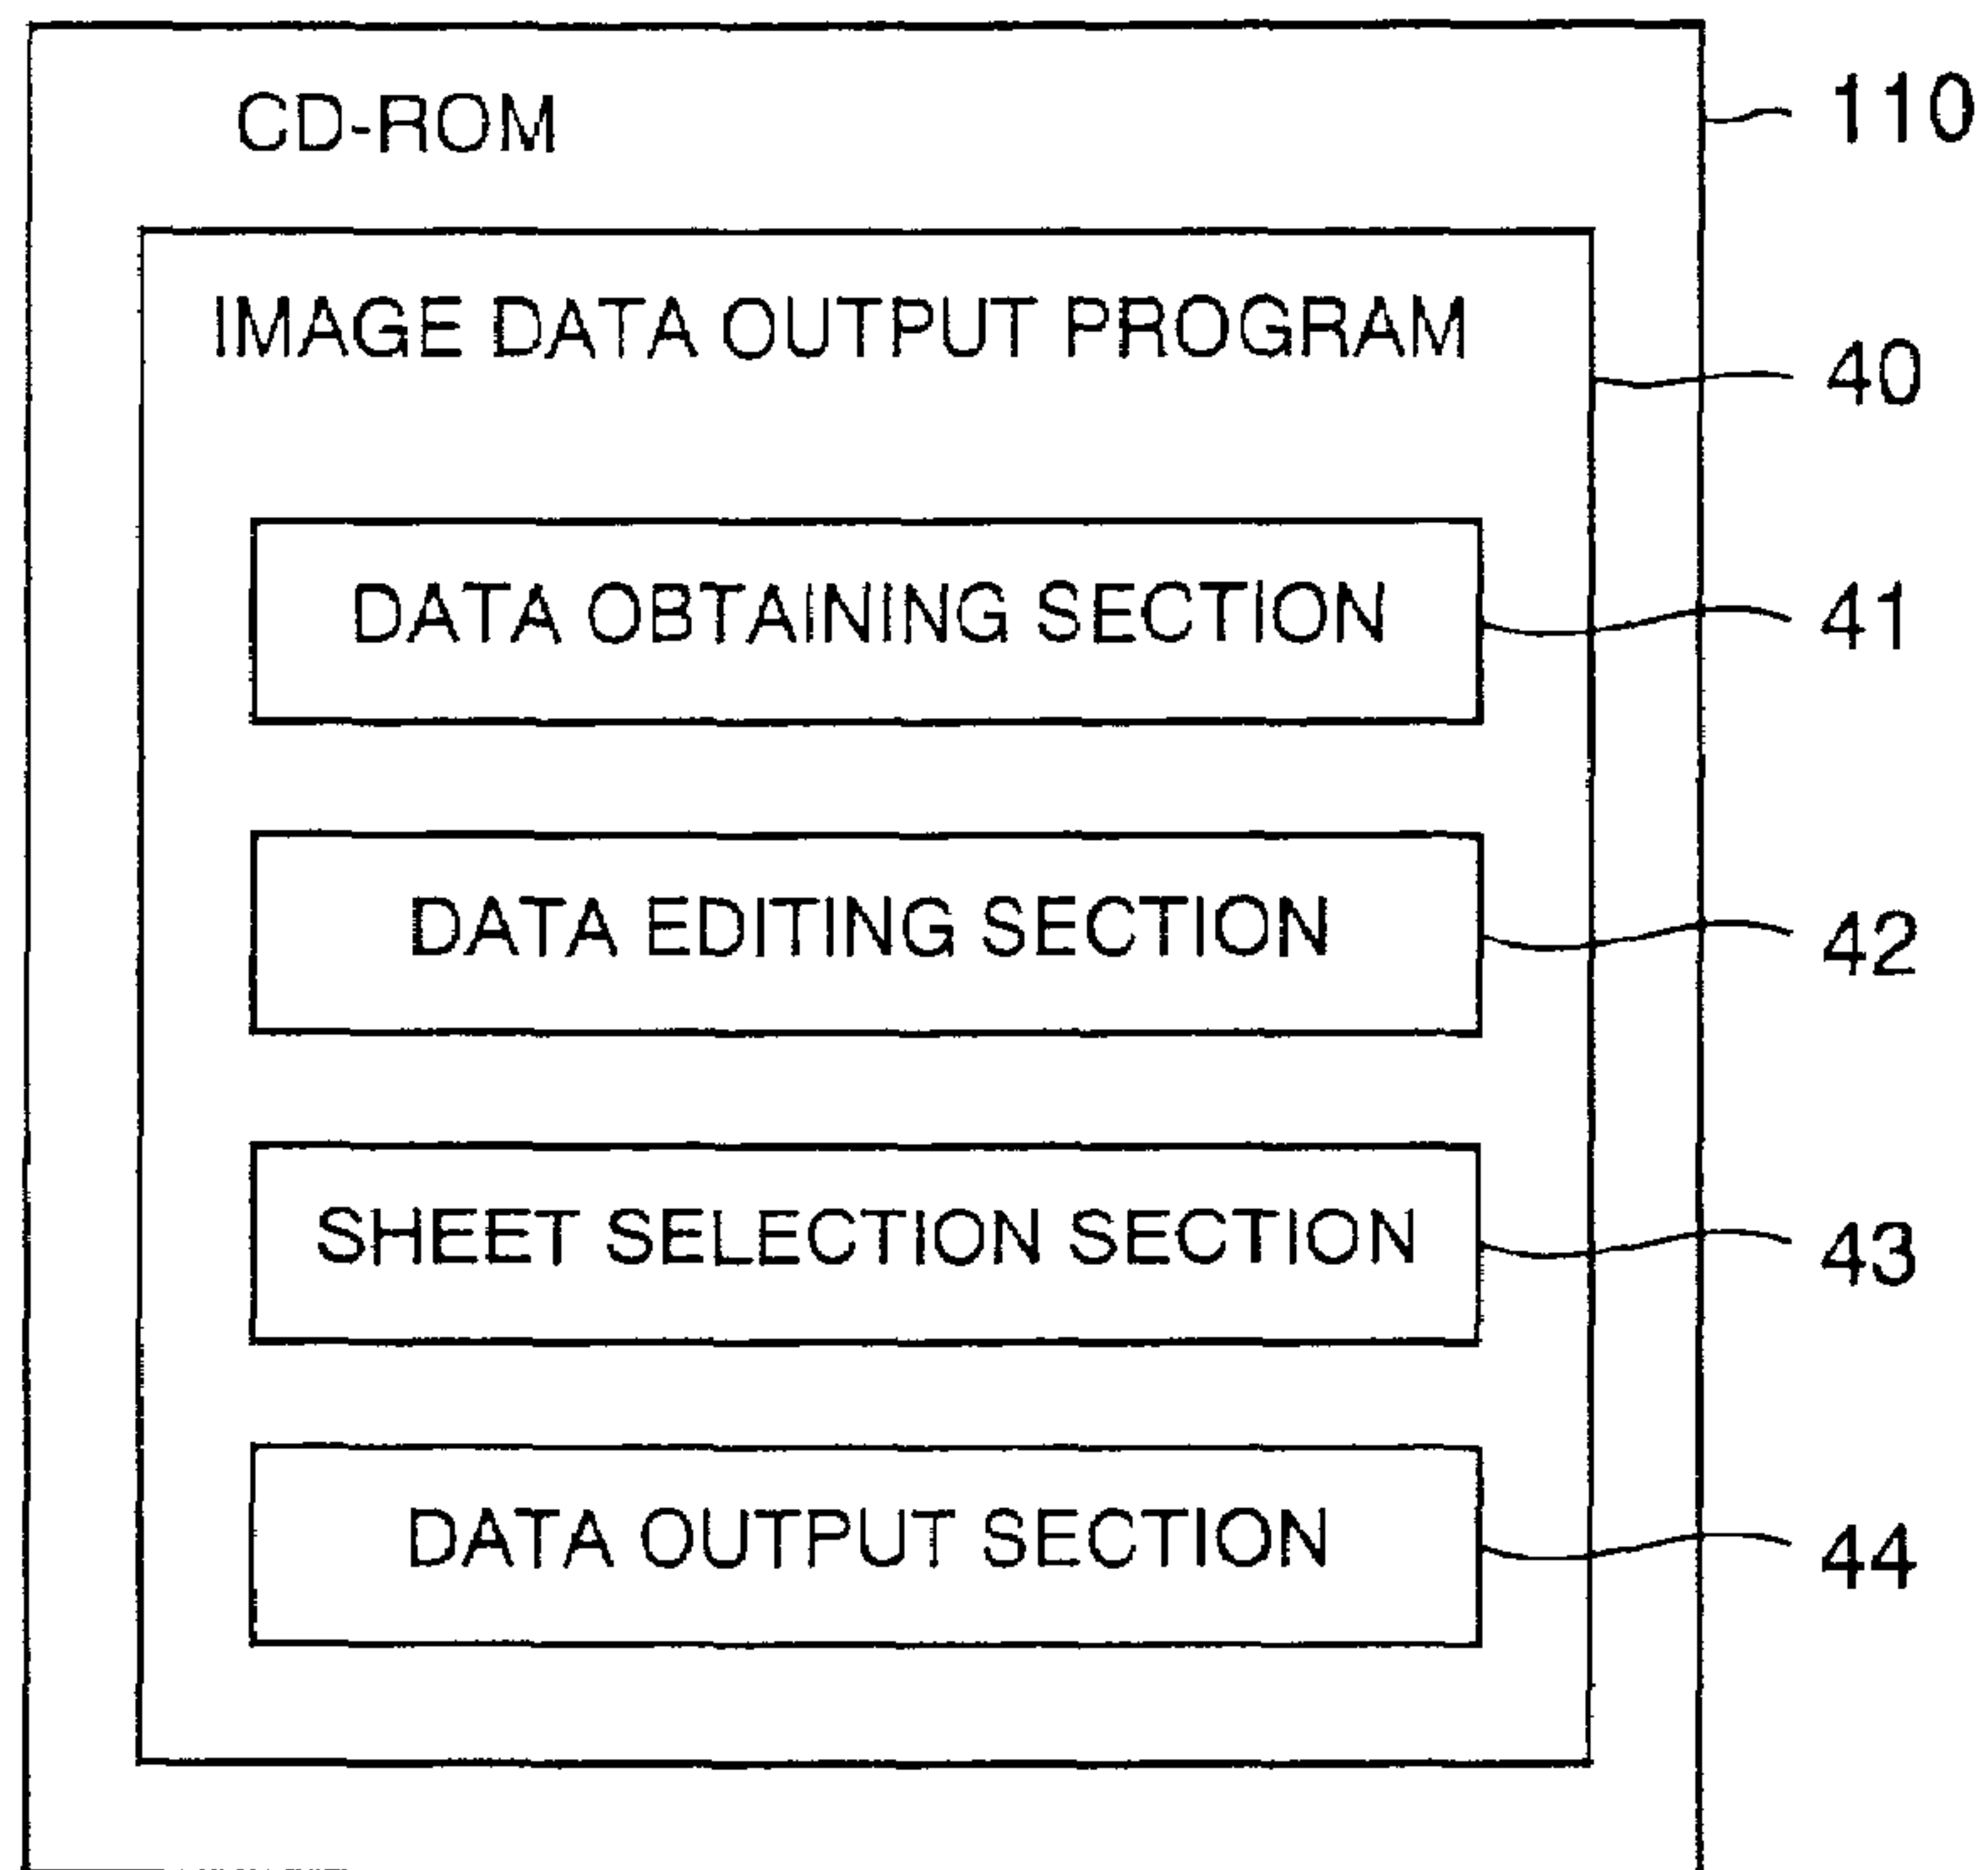 CD-ROM
110
IMAGE DATA OUTPUT PROGRAM
40
DATA OBTAINING SECTION
41
DATA EDITING SECTION
42
SHEET SELECTION SECTION
43
DATA OUTPUT SECTION
44